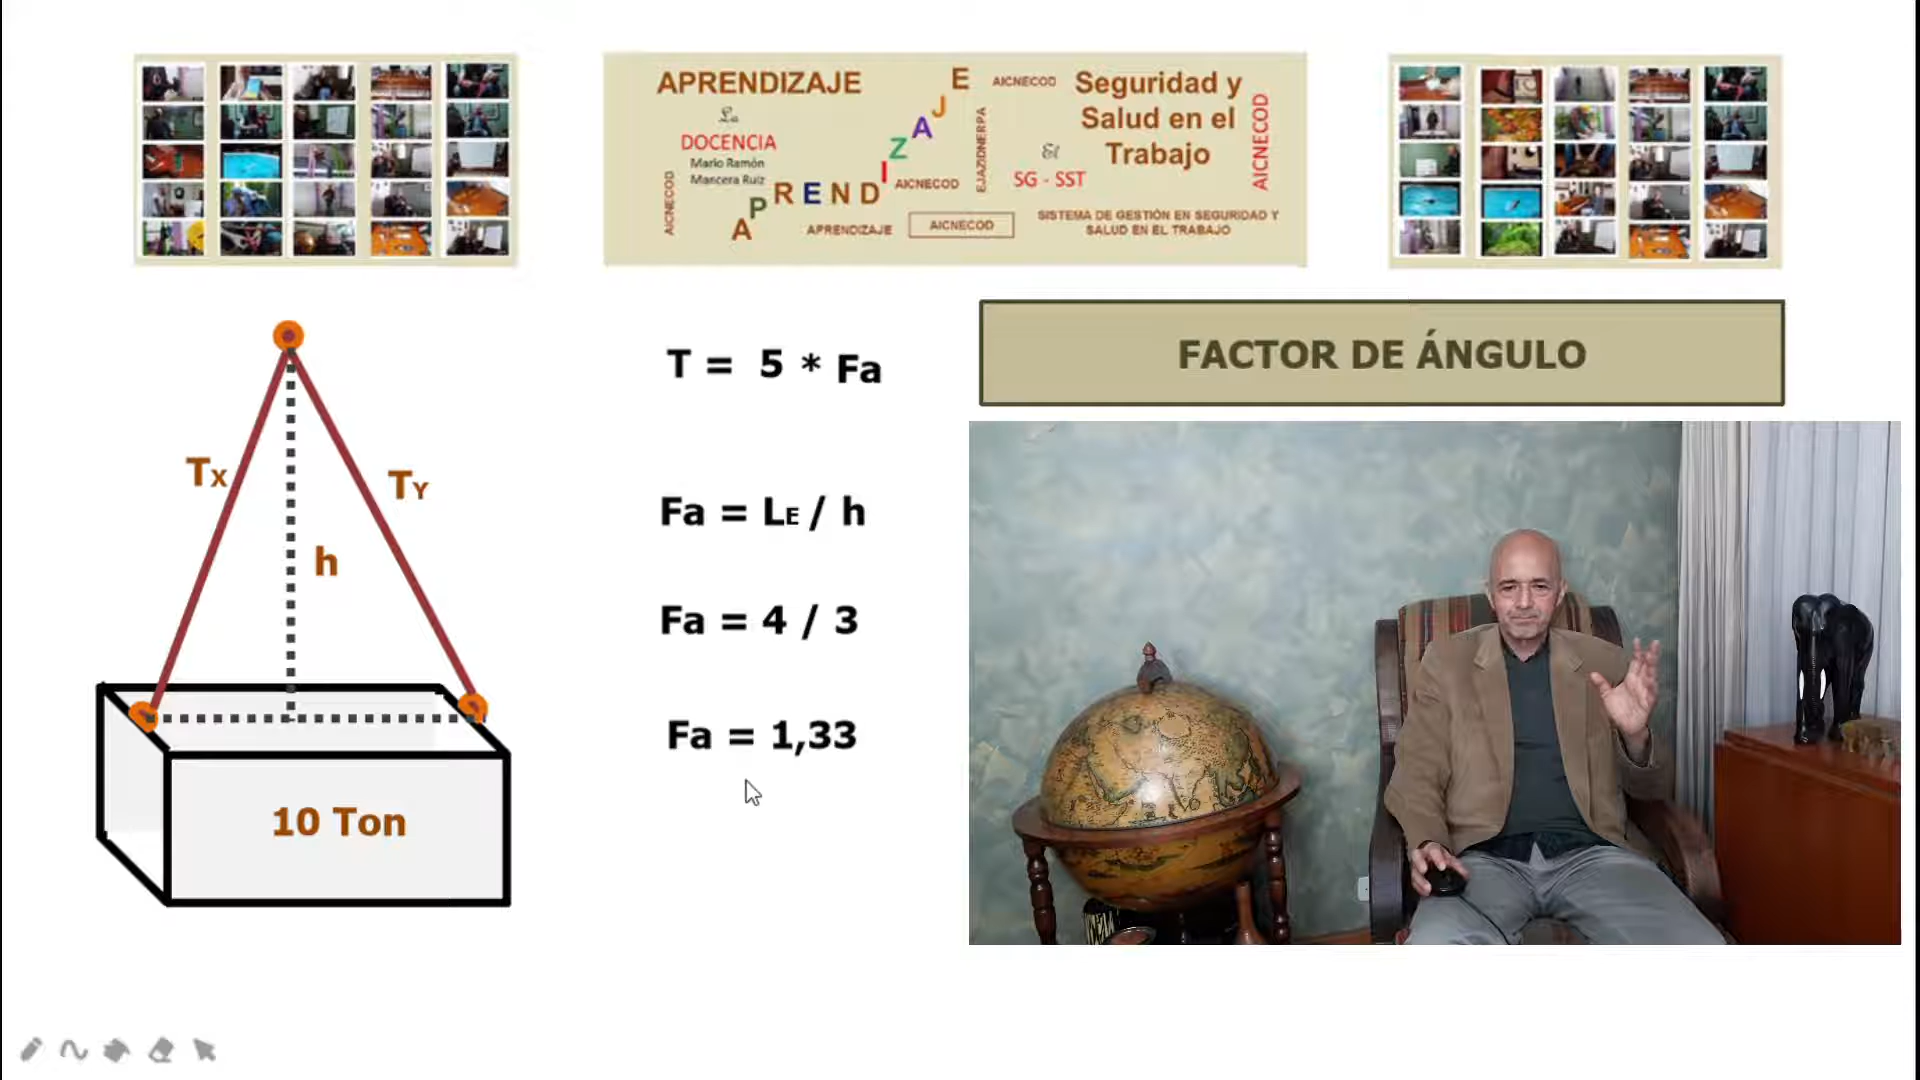 APRENDIZAJE
La
DOCENCIA
Mario Ramón
Mancera Ruiz
AICNECOD
APRENDIZAJE
AICNECOD
APRENDIZAJE
AICNECOD
AICNECOD
EJAZIDNERPA
El
SG - SST
Seguridad y
Salud en el
Trabajo
AICNECOD
SISTEMA DE GESTIÓN EN SEGURIDAD Y
SALUD EN EL TRABAJO
FACTOR DE ÁNGULO
TX
TY
h
10 Ton
T = 5 * Fa
Fa = LE / h
Fa = 4 / 3
Fa = 1,33